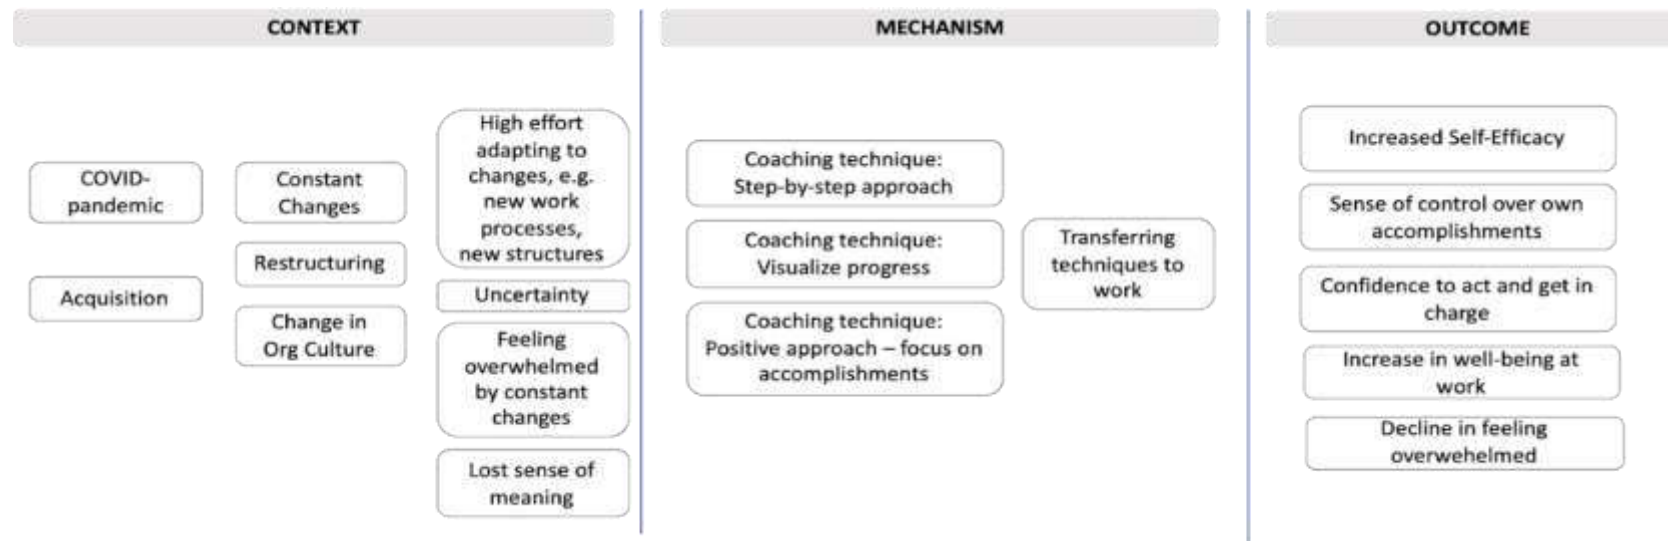 CONTEXT
COVID-
pandemic
Acquisition
Constant
Changes
Restructuring
Change in
Org Culture
High effort
adapting to
changes, e.g.
new work
processes,
new structures
Uncertainty
Feeling
overwhelmed
by constant
changes
Lost sense of
meaning
MECHANISM
Coaching technique:
Step-by-step approach
Coaching technique:
Visualize progress
Coaching technique:
Positive approach – focus on
accomplishments
Transferring
techniques to
work
OUTCOME
Increased Self-Efficacy
Sense of control over own
accomplishments
Confidence to act and get in
charge
Increase in well-being at
work
Decline in feeling
overwehelmed